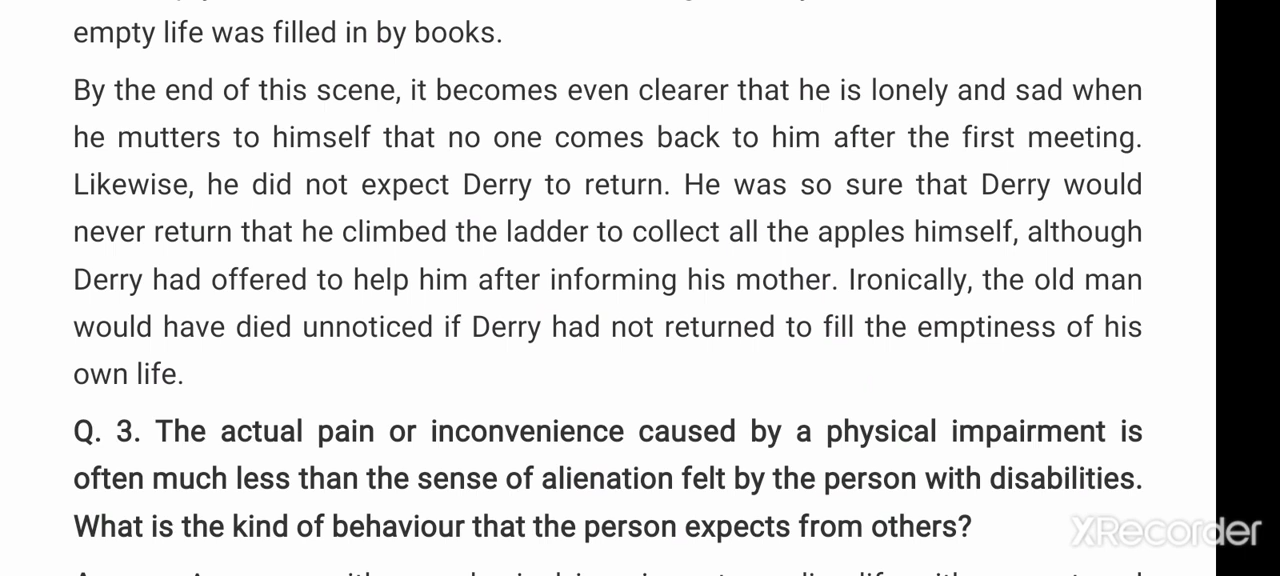 empty life was filled in by books.
By the end of this scene, it becomes even clearer that he is lonely and sad when
he mutters to himself that no one comes back to him after the first meeting.
Likewise, he did not expect Derry to return. He was so sure that Derry would
never return that he climbed the ladder to collect all the apples himself, although
Derry had offered to help him after informing his mother. Ironically, the old man
would have died unnoticed if Derry had not returned to fill the emptiness of his
own life.
Q. 3. The actual pain or inconvenience caused by a physical impairment is
often much less than the sense of alienation felt by the person with disabilities.
What is the kind of behaviour that the person expects from others?
XRecorder